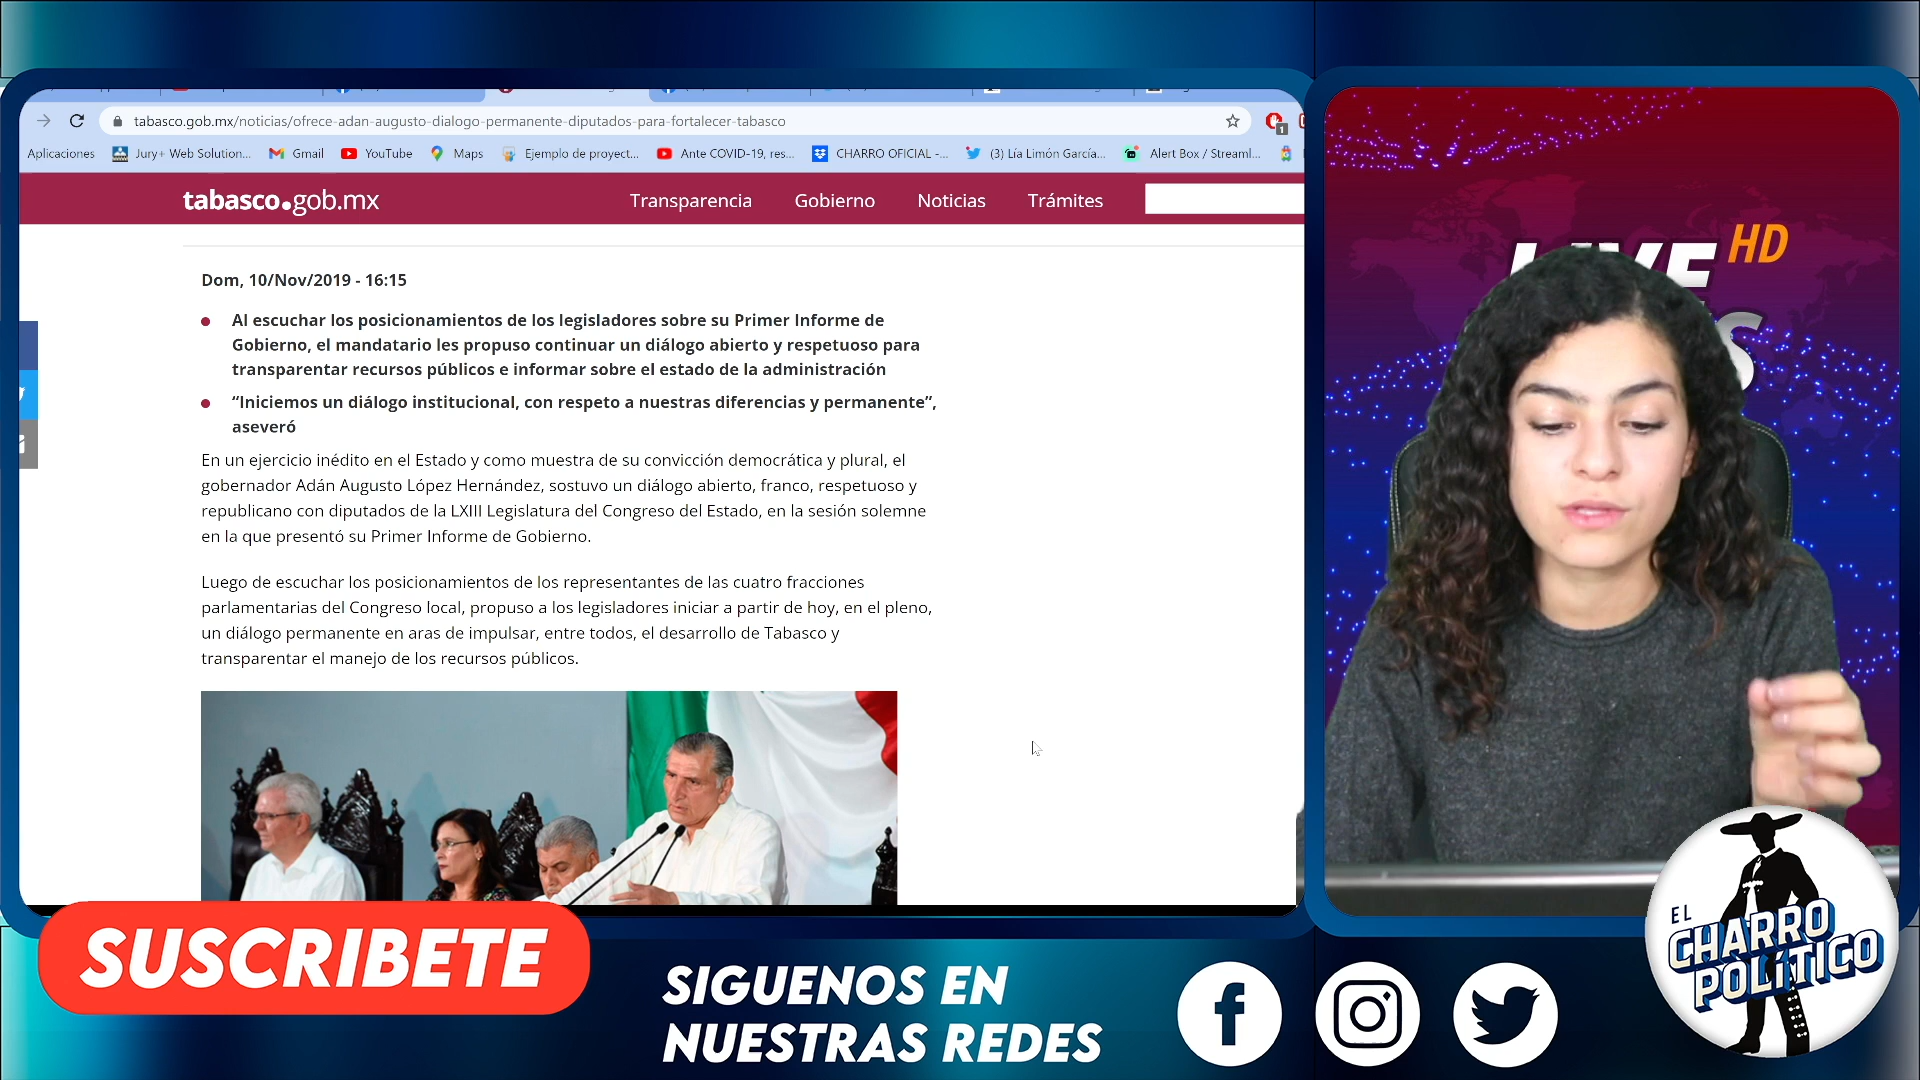 tabasco.gob.mx/noticias/ofrece-adan-augusto-dialogo-permanente-diputados-para-fortalecer-tabasco
1
Aplicaciones
Jury+ Web Solution...
Gmail
YouTube
Maps
Ejemplo de proyect...
Ante COVID-19, res...
CHARRO OFICIAL -...
(3) Lía Limón García...
Alert Box / Streaml...
tabasco.gob.mx
Transparencia
Gobierno
Noticias
Trámites
Dom, 10/Nov/2019 - 16:15
Al escuchar los posicionamientos de los legisladores sobre su Primer Informe de
Gobierno, el mandatario les propuso continuar un diálogo abierto y respetuoso para
transparentar recursos públicos e informar sobre el estado de la administración
“Iniciemos un diálogo institucional, con respeto a nuestras diferencias y permanente”,
aseveró
En un ejercicio inédito en el Estado y como muestra de su convicción democrática y plural, el
gobernador Adán Augusto López Hernández, sostuvo un diálogo abierto, franco, respetuoso y
republicano con diputados de la LXIII Legislatura del Congreso del Estado, en la sesión solemne
en la que presentó su Primer Informe de Gobierno.
Luego de escuchar los posicionamientos de los representantes de las cuatro fracciones
parlamentarias del Congreso local, propuso a los legisladores iniciar a partir de hoy, en el pleno,
un diálogo permanente en aras de impulsar, entre todos, el desarrollo de Tabasco y
transparentar el manejo de los recursos públicos.
LIVE HD
SUSCRIBETE
SIGUENOS EN
NUESTRAS REDES
EL
CHARRO
POLÍTICO